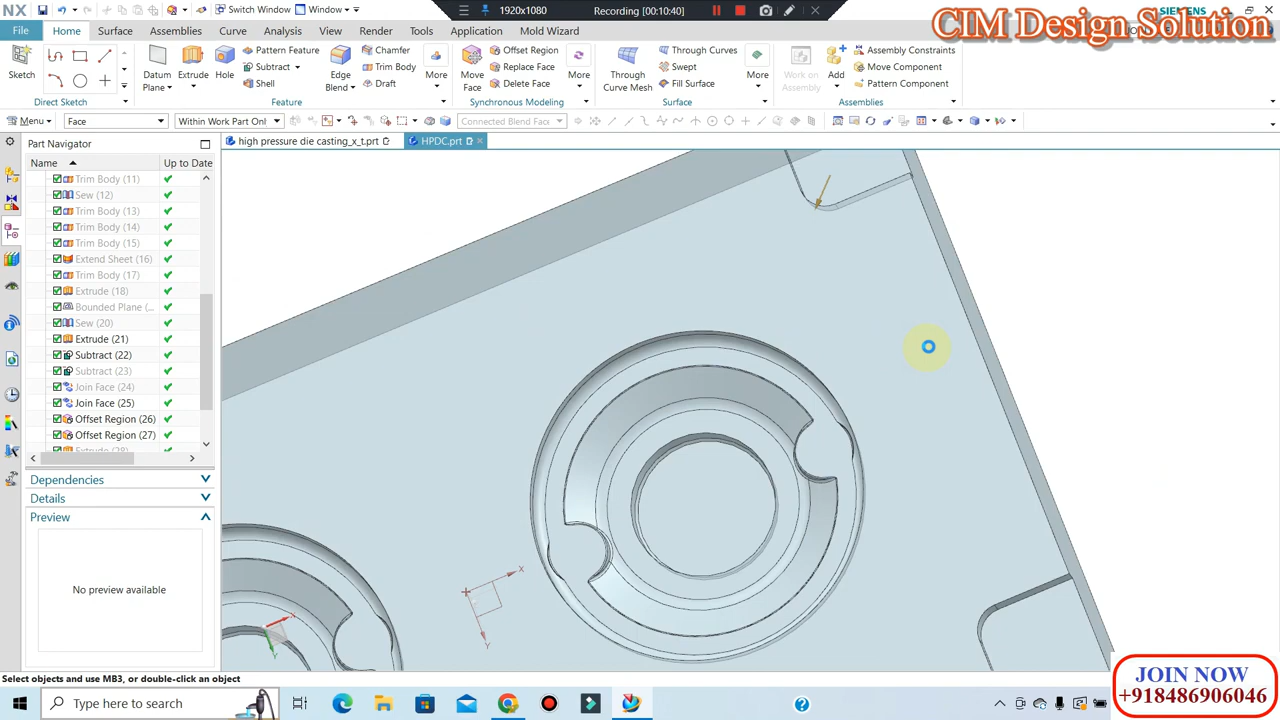 NX
Switch Window
Window
1920x1080
Recording [00:10:40]
SIEMENS
CIM Design Solution
File
Home
Surface
Assemblies
Curve
Analysis
View
Render
Tools
Application
Mold Wizard
Sketch
Direct Sketch
Datum Plane
Extrude
Hole
Pattern Feature
Subtract
Shell
Feature
Edge Blend
Chamfer
Trim Body
Draft
More
Move Face
Offset Region
Replace Face
Delete Face
More
Synchronous Modeling
Through Curve Mesh
Through Curves
Swept
Fill Surface
More
Surface
Work on Assembly
Add
Assembly Constraints
Move Component
Pattern Component
Assemblies
Menu
Face
Within Work Part Only
Connected Blend Face
Part Navigator
high pressure die casting_x_t.prt
HPDC.prt
Name
Up to Date
Trim Body (11)
Sew (12)
Trim Body (13)
Trim Body (14)
Trim Body (15)
Extend Sheet (16)
Trim Body (17)
Extrude (18)
Bounded Plane (...
Sew (20)
Extrude (21)
Subtract (22)
Subtract (23)
Join Face (24)
Join Face (25)
Offset Region (26)
Offset Region (27)
Extrude (28)
Dependencies
Details
Preview
No preview available
X
Y
X
Y
Select objects and use MB3, or double-click an object
JOIN NOW
+918486906046
Type here to search